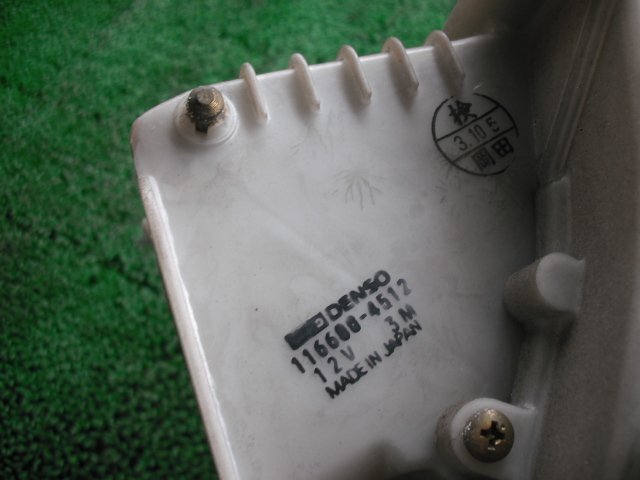 検
3.10.5
岡田
DENSO
116600-4512
12V 3M
MADE IN JAPAN